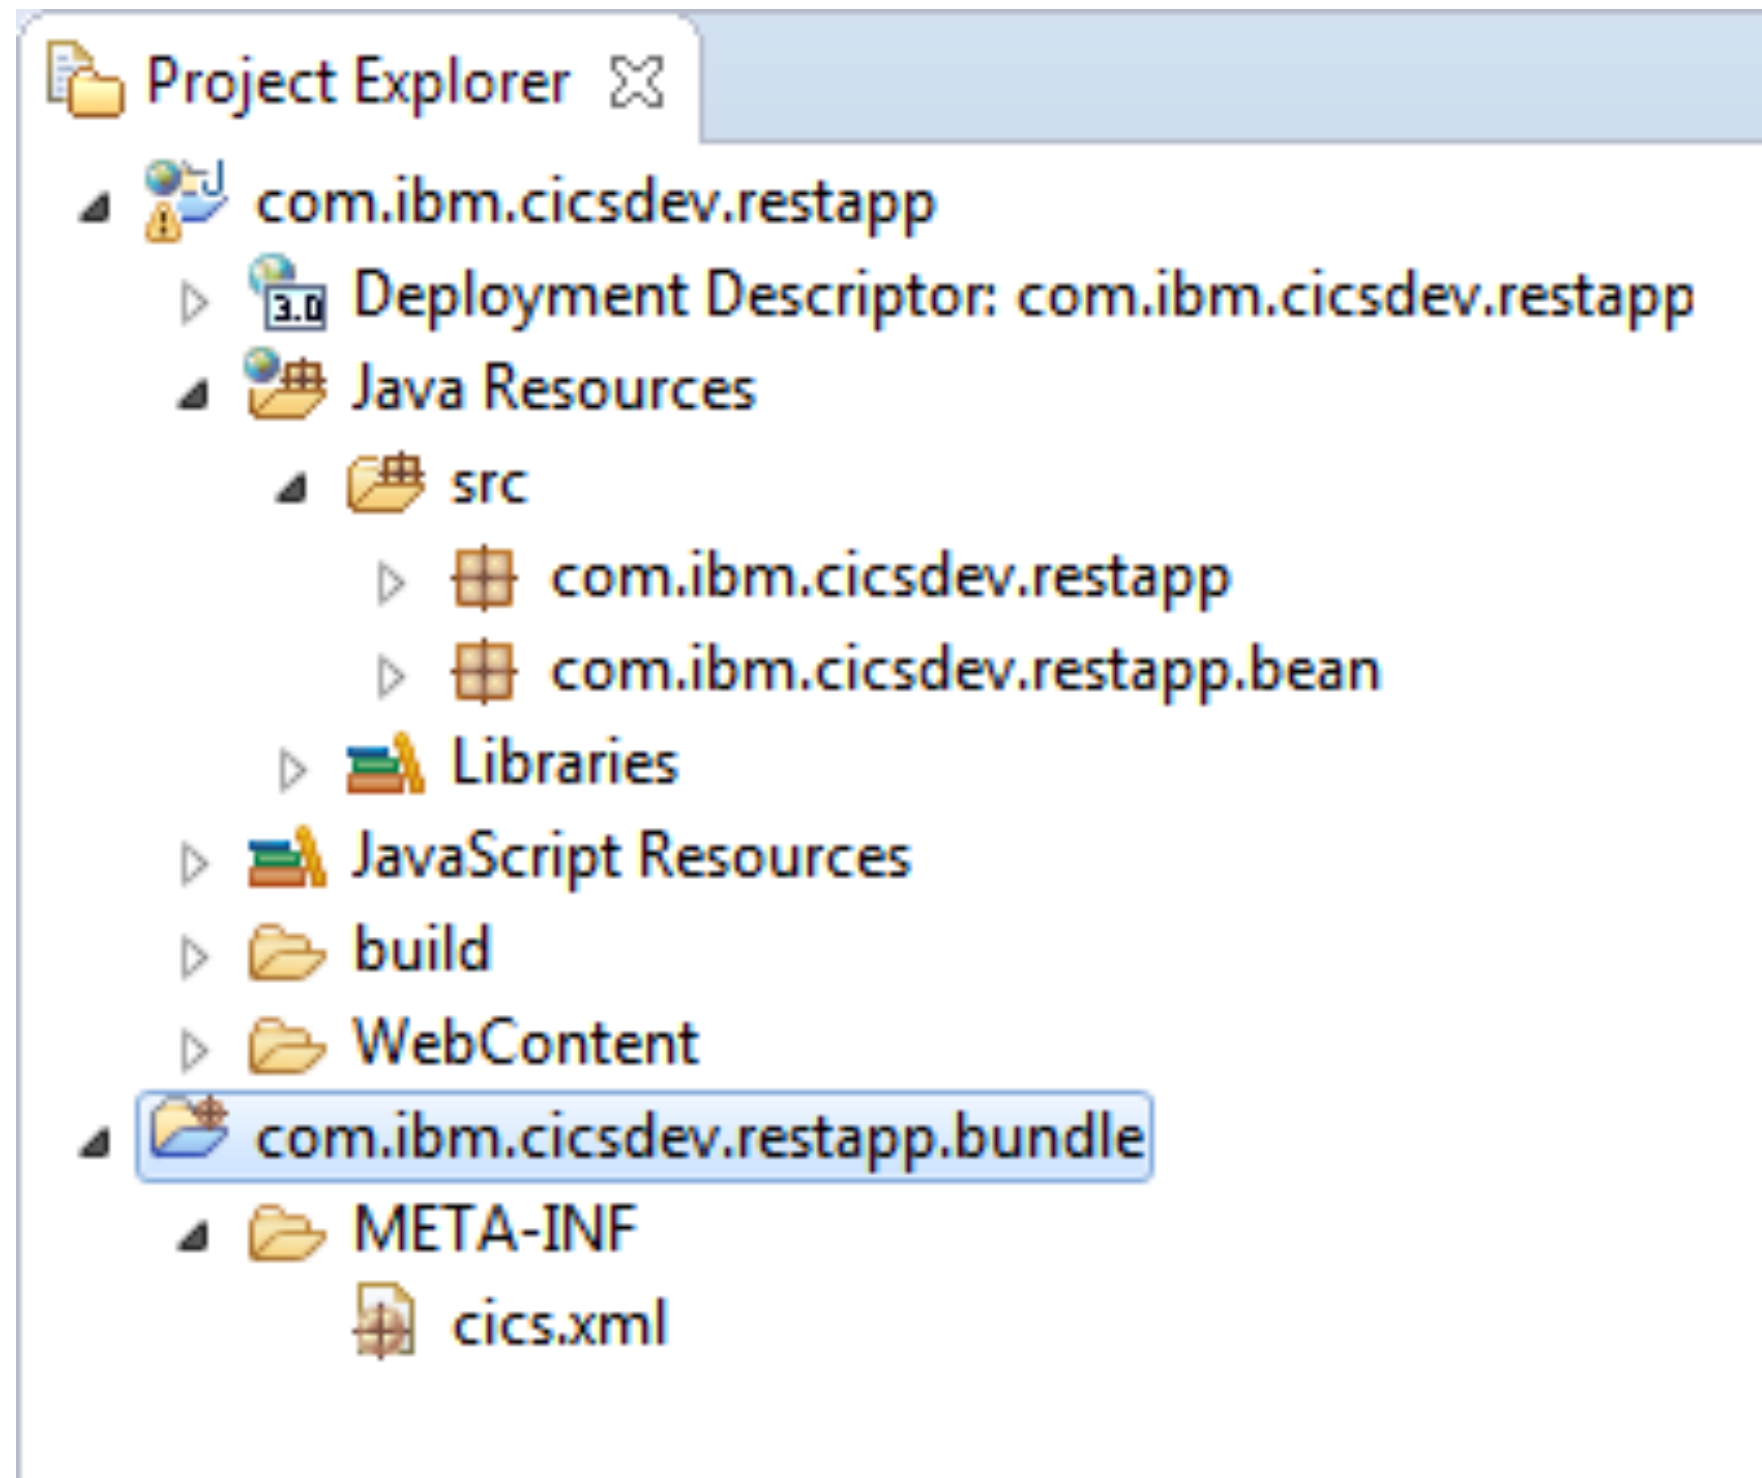 Project Explorer
com.ibm.cicsdev.restapp
3.0 Deployment Descriptor: com.ibm.cicsdev.restapp
Java Resources
src
com.ibm.cicsdev.restapp
com.ibm.cicsdev.restapp.bean
Libraries
JavaScript Resources
build
WebContent
com.ibm.cicsdev.restapp.bundle
META-INF
cics.xml